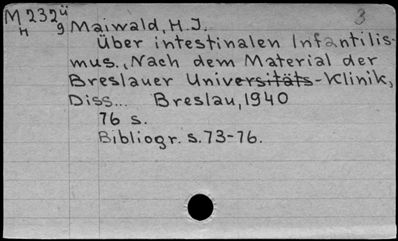 M 232ü 3
H 9 Maiwald, H.J.
Über intestinalen Infantilis-
mus. Nach dem Material der
Breslauer Universitäts-Klinik,
Diss... Breslau, 1940
76 s.
Bibliogr. s. 73-76.